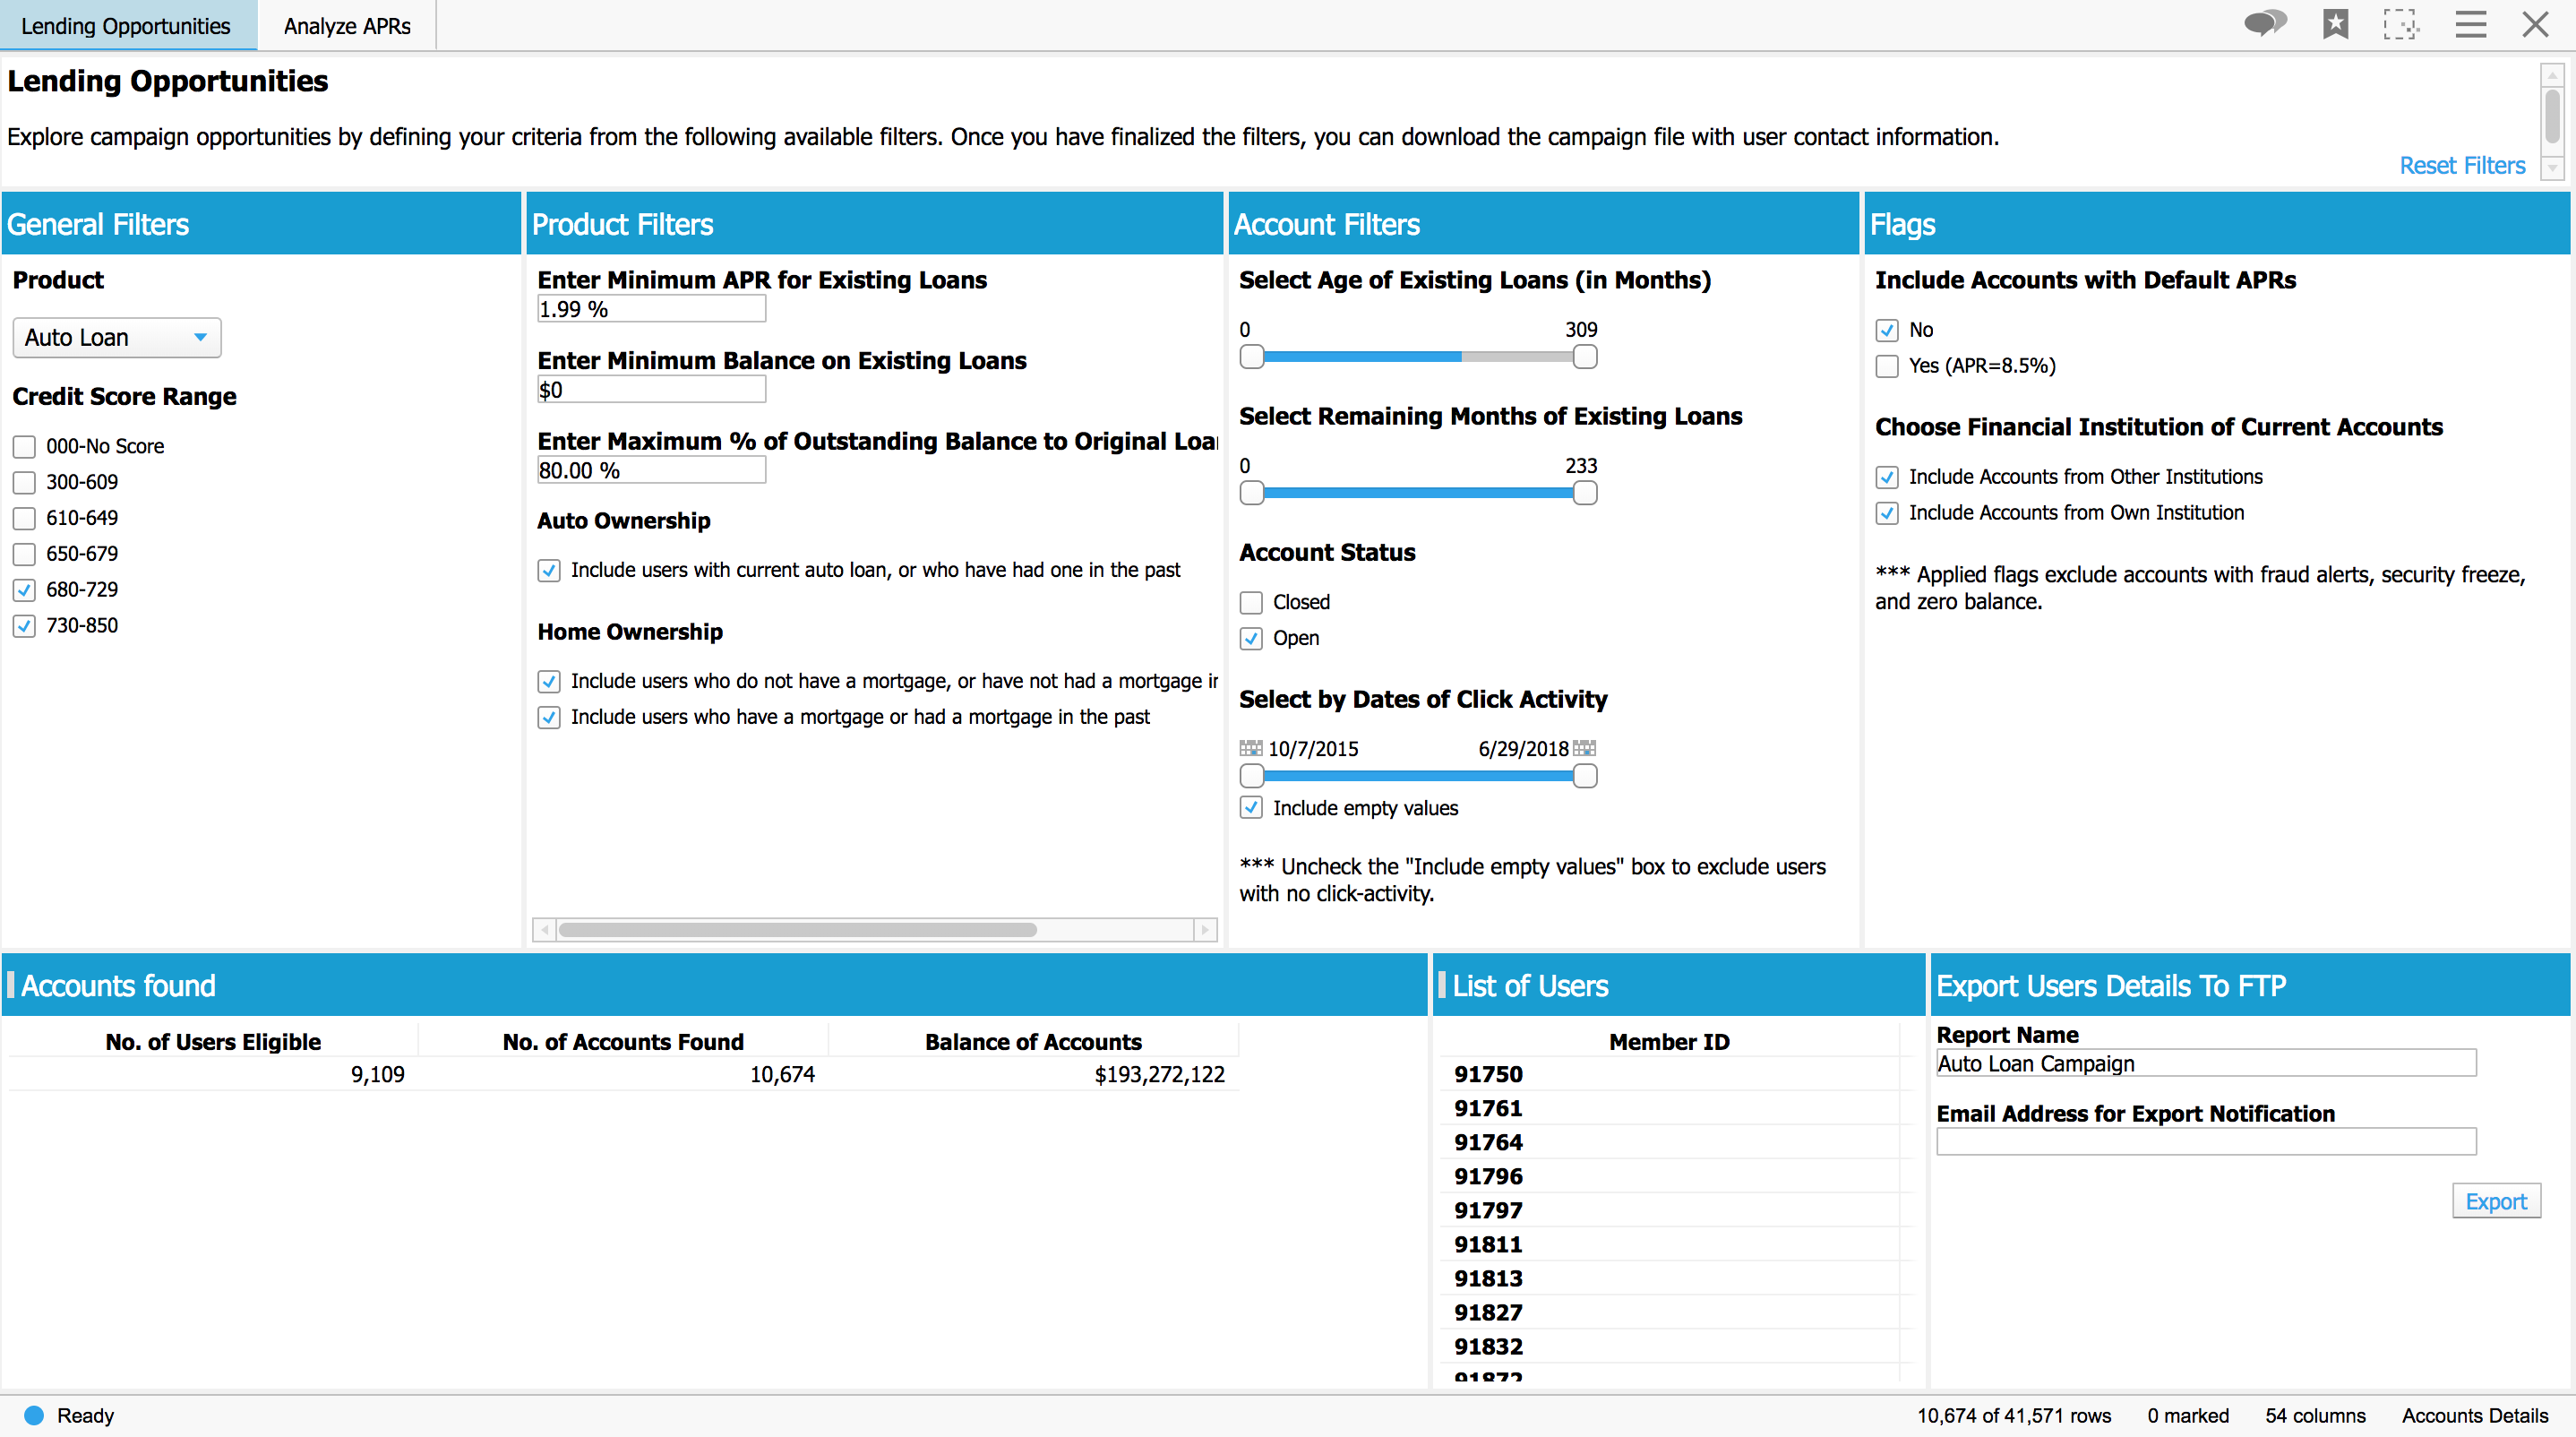 Lending Opportunities
Analyze APRs
Lending Opportunities
Explore campaign opportunities by defining your criteria from the following available filters. Once you have finalized the filters, you can download the campaign file with user contact information.
Reset Filters
General Filters
Product
Auto Loan
Credit Score Range
000-No Score
300-609
610-649
650-679
680-729
730-850
Product Filters
Enter Minimum APR for Existing Loans
1.99 %
Enter Minimum Balance on Existing Loans
$0
Enter Maximum % of Outstanding Balance to Original
80.00 %
Auto Ownership
Include users with current auto loan, or who have had one in the past
Home Ownership
Include users who do not have a mortgage, or have not had a mortgage
Include users who have a mortgage or had a mortgage in the past
Account Filters
Select Age of Existing Loans (in Months)
0 309
Select Remaining Months of Existing Loans
0 233
Account Status
Closed
Open
Select by Dates of Click Activity
10/7/2015 6/29/2018
Include empty values
*** Uncheck the "Include empty values" box to exclude users
with no click-activity.
Flags
Include Accounts with Default APRs
No
Yes (APR=8.5%)
Choose Financial Institution of Current Accounts
Include Accounts from Other Institutions
Include Accounts from Own Institution
*** Applied flags exclude accounts with fraud alerts, security freeze,
and zero balance.
Accounts found
No. of Users Eligible No. of Accounts Found Balance of Accounts
9,109 10,674 $193,272,122
List of Users
Member ID
91750
91761
91764
91796
91797
91811
91813
91827
91832
91872
Export Users Details To FTP
Report Name
Auto Loan Campaign
Email Address for Export Notification
Export
Ready
10,674 of 41,571 rows 0 marked 54 columns Accounts Details